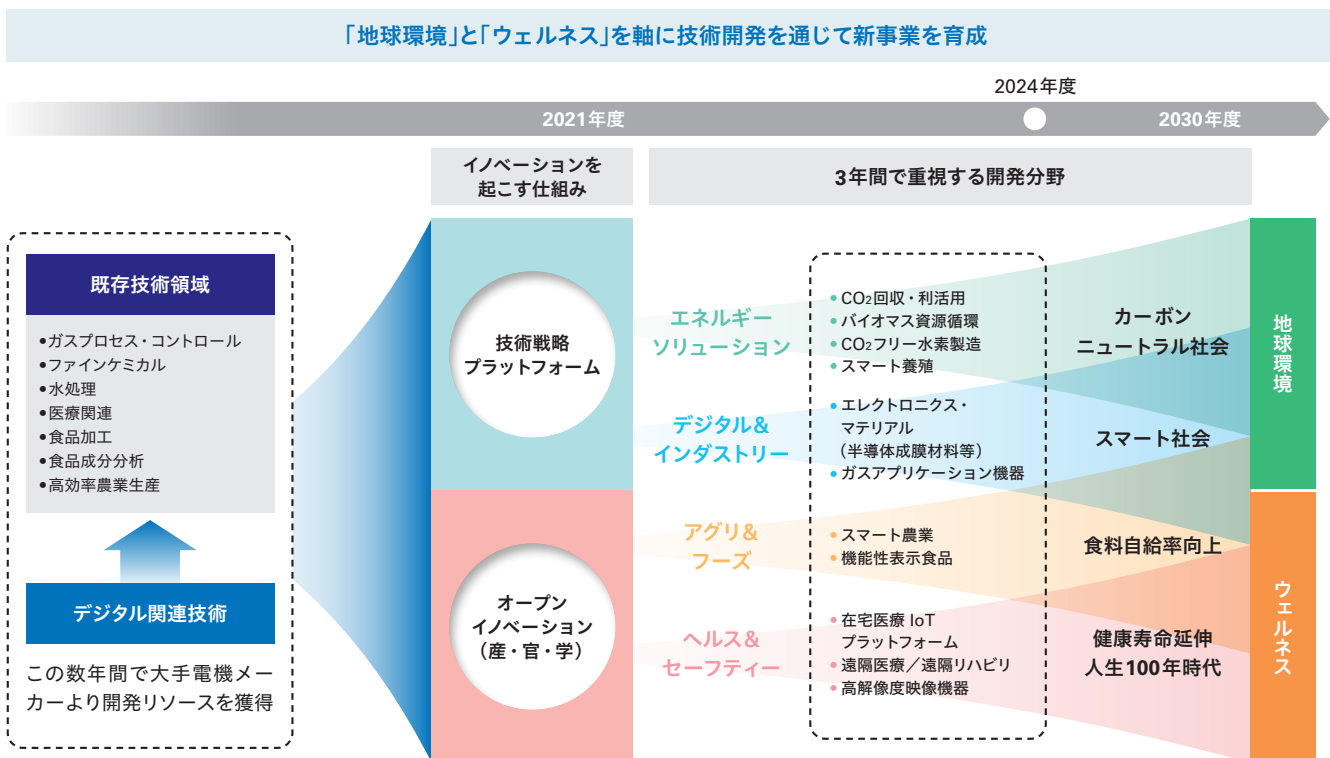 「地球環境」と「ウェルネス」を軸に技術開発を通じて新事業を育成
2024年度
2021年度
2030年度
イノベーションを
起こす仕組み
3年間で重視する開発分野
既存技術領域
•ガスプロセス・コントロール
•ファインケミカル
•水処理
•医療関連
•食品加工
•食品成分分析
•高効率農業生産
デジタル関連技術
この数年間で大手電機メー
カーより開発リソースを獲得
技術戦略
プラットフォーム
オープン
イノベーション
（産・官・学）
エネルギー
ソリューション
• CO₂回収・利活用
• バイオマス資源循環
• CO₂フリー水素製造
• スマート養殖
カーボン
ニュートラル社会
デジタル＆
インダストリー
• エレクトロニクス・
マテリアル
（半導体成膜材料等）
• ガスアプリケーション機器
スマート社会
アグリ＆
フーズ
• スマート農業
• 機能性表示食品
食料自給率向上
ヘルス＆
セーフティー
• 在宅医療 IoT
プラットフォーム
• 遠隔医療／遠隔リハビリ
• 高解像度映像機器
健康寿命延伸
人生100年時代
地球環境
ウェルネス